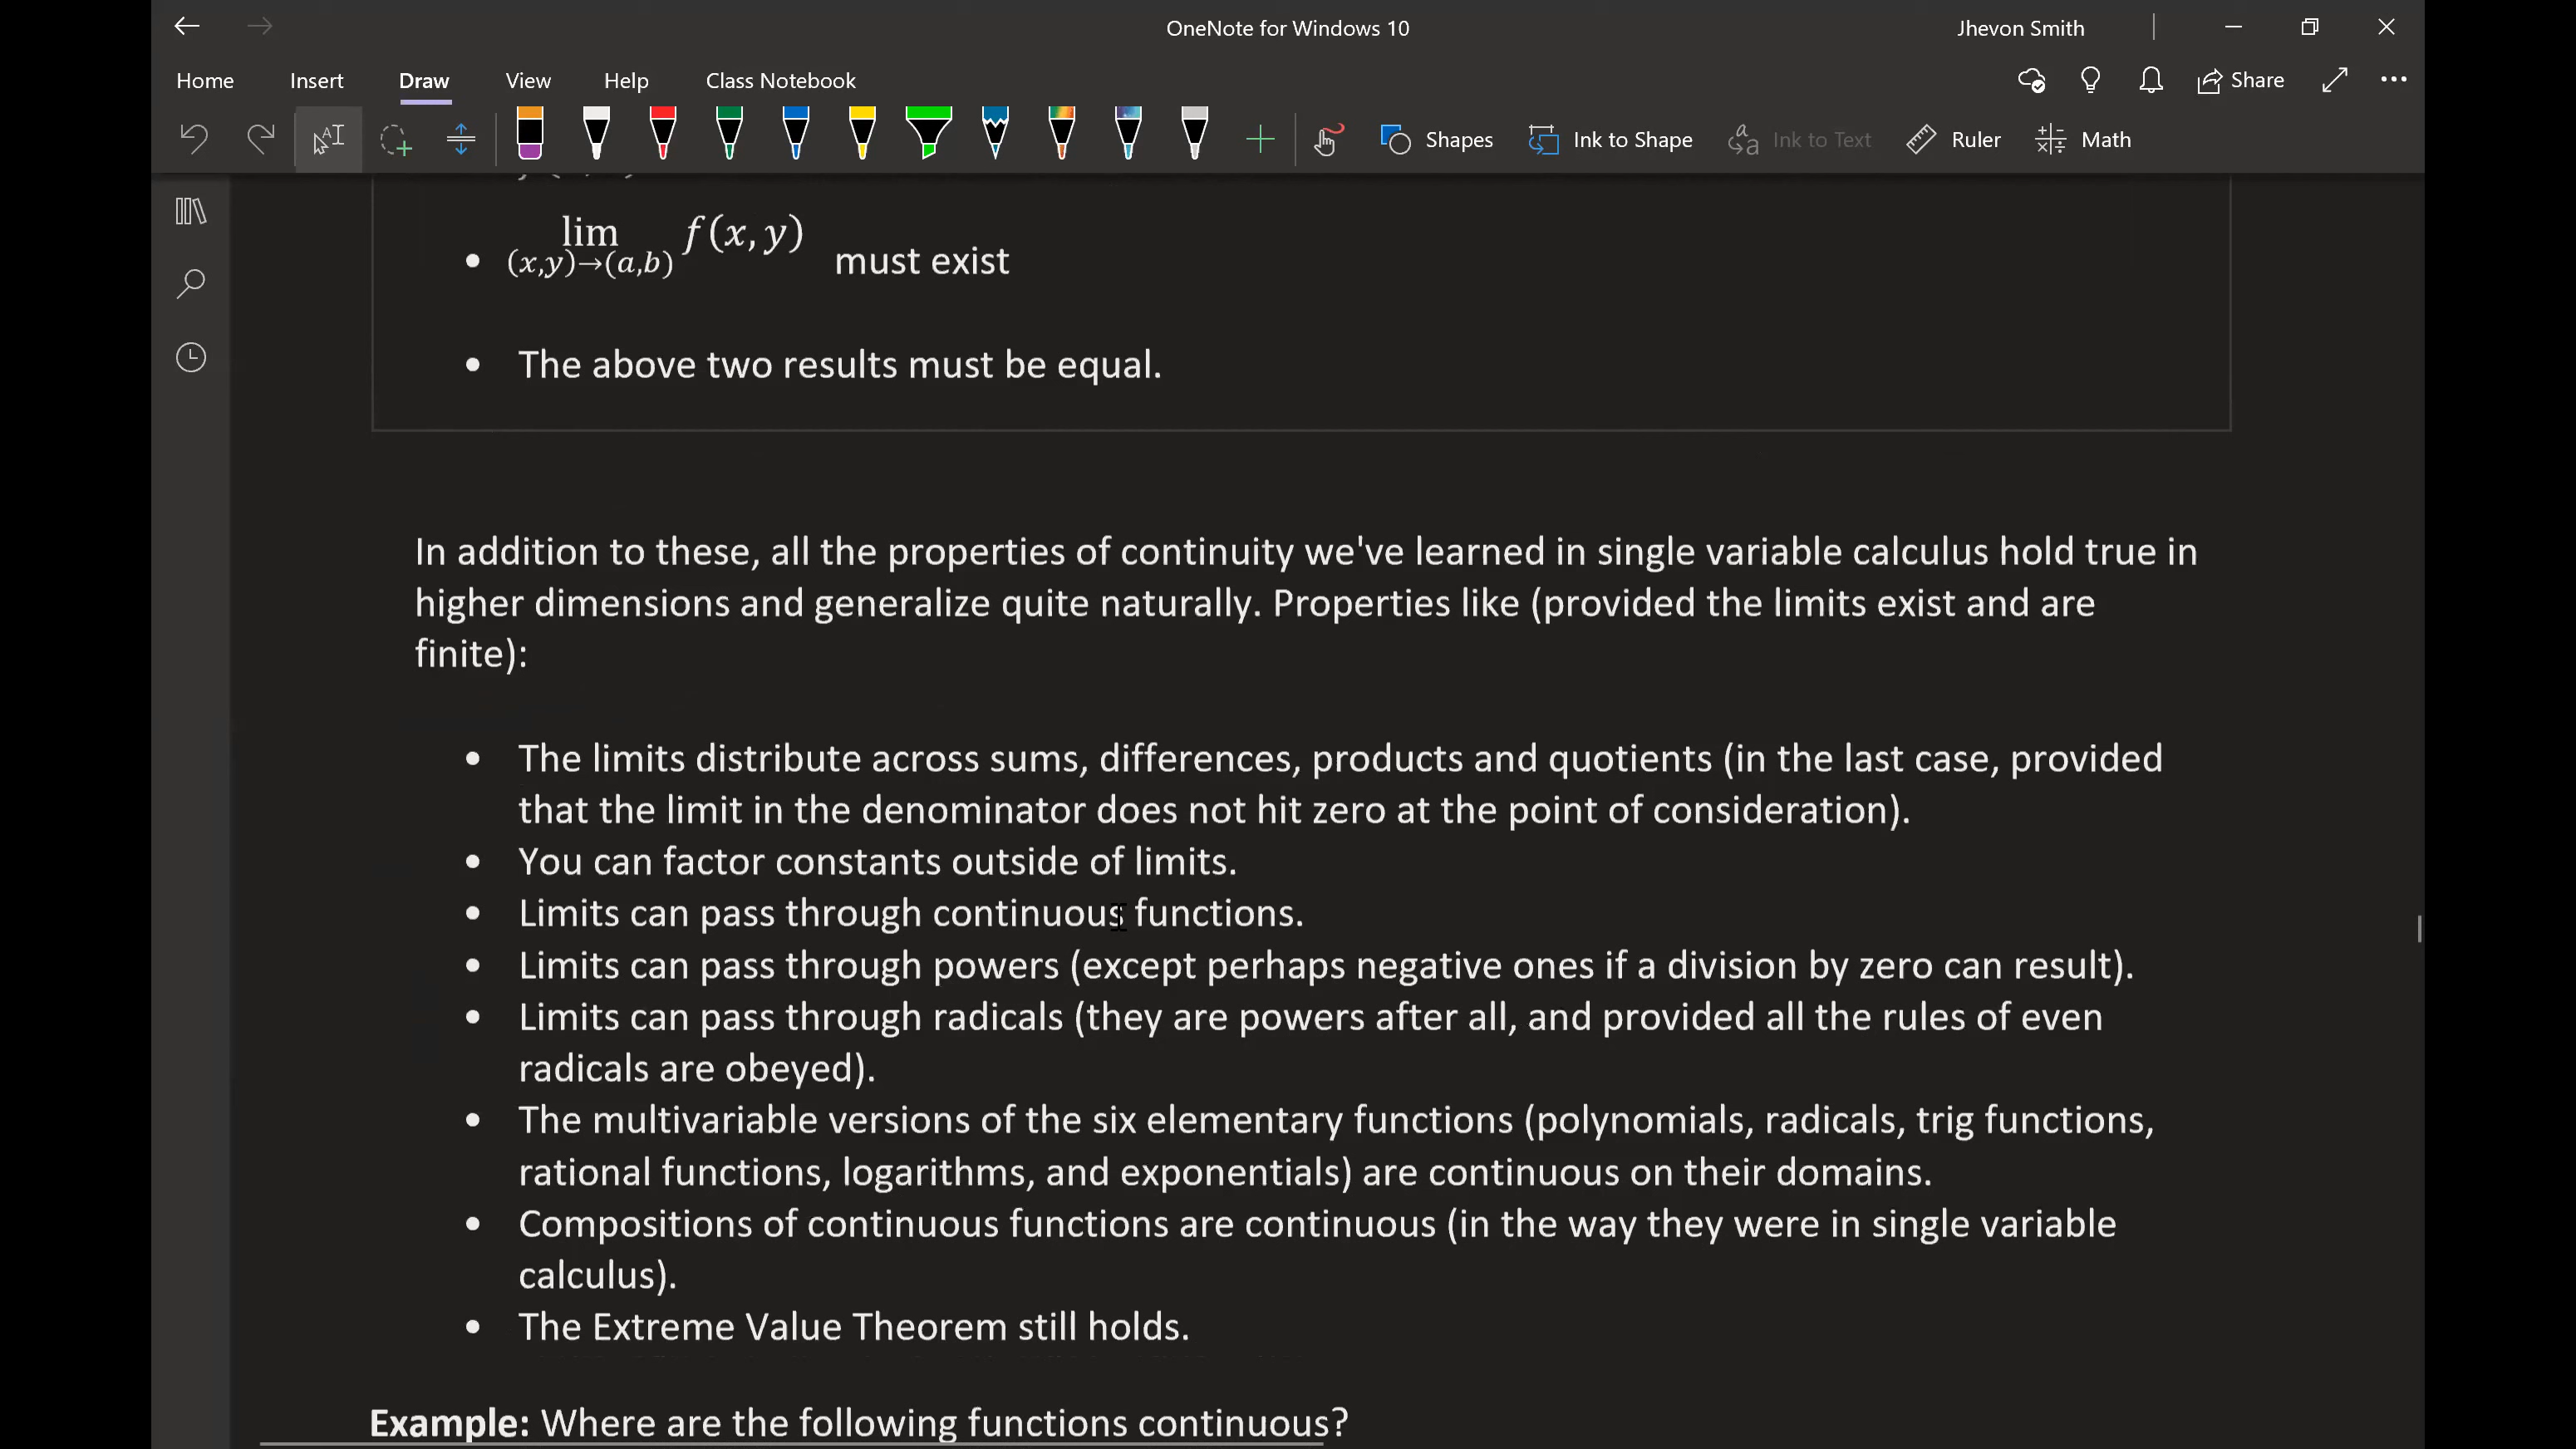 OneNote for Windows 10
Jhevon Smith
Home Insert Draw View Help Class Notebook
Share
Shapes Ink to Shape Ink to Text Ruler Math
• lim (x,y)→(a,b) f(x,y) must exist
• The above two results must be equal.
In addition to these, all the properties of continuity we've learned in single variable calculus hold true in
higher dimensions and generalize quite naturally. Properties like (provided the limits exist and are
finite):
• The limits distribute across sums, differences, products and quotients (in the last case, provided
that the limit in the denominator does not hit zero at the point of consideration).
• You can factor constants outside of limits.
• Limits can pass through continuous functions.
• Limits can pass through powers (except perhaps negative ones if a division by zero can result).
• Limits can pass through radicals (they are powers after all, and provided all the rules of even
radicals are obeyed).
• The multivariable versions of the six elementary functions (polynomials, radicals, trig functions,
rational functions, logarithms, and exponentials) are continuous on their domains.
• Compositions of continuous functions are continuous (in the way they were in single variable
calculus).
• The Extreme Value Theorem still holds.
Example: Where are the following functions continuous?